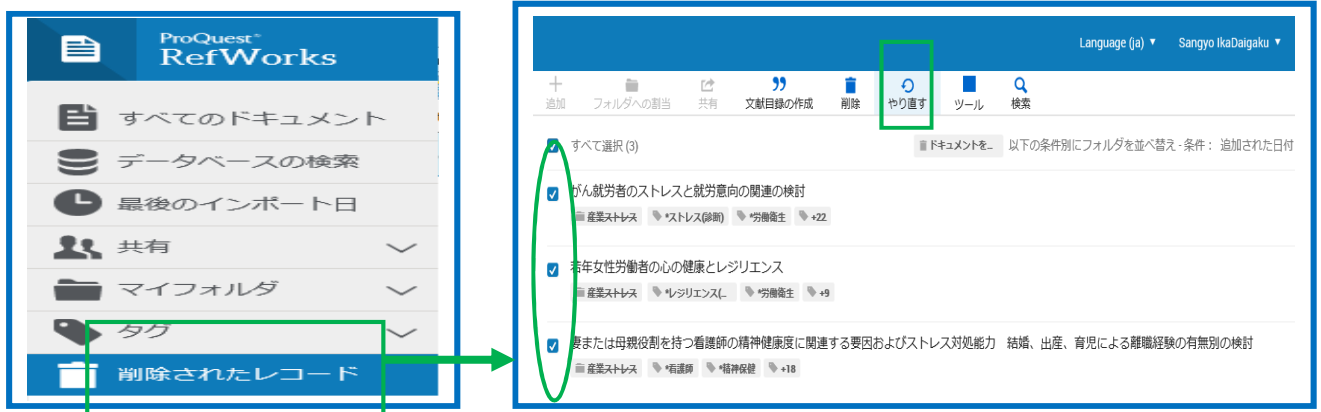 ProQuest
RefWorks
すべてのドキュメント
データベースの検索
最後のインポート日
共有
マイフォルダ
タグ
削除されたレコード
Language (ja) ▼ Sangyo IkaDaigaku ▼
追加 フォルダへの割当 共有 文献目録の作成 削除 やり直す ツール 検索
すべて選択 (3) ドキュメントを... 以下の条件別にフォルダを並べ替え - 条件： 追加された日付
がん就労者のストレスと就労意向の関連の検討
産業ストレス *ストレス(診断) *労働衛生 +22
若年女性労働者の心の健康とレジリエンス
産業ストレス *レジリエンス(... *労働衛生 +9
妻または母親役割を持つ看護師の精神健康度に関連する要因およびストレス対処能力 結婚、出産、育児による離職経験の有無別の検討
産業ストレス *看護師 *精神保健 +18